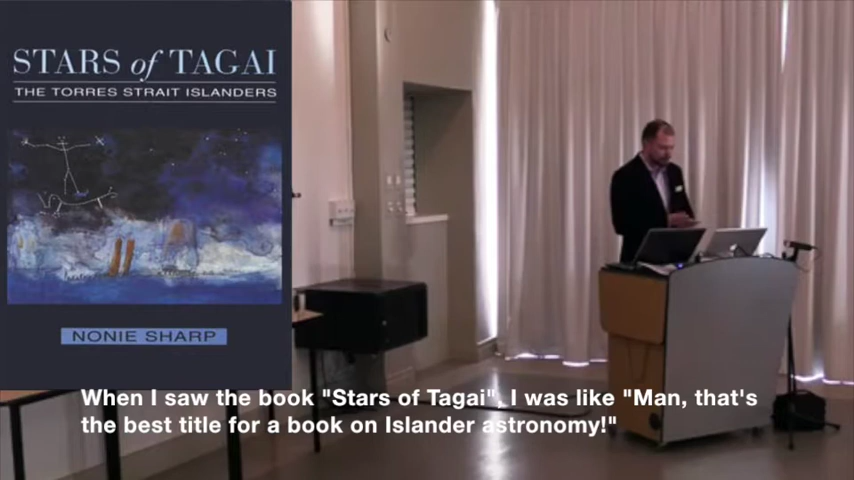 STARS of TAGAI
THE TORRES STRAIT ISLANDERS
NONIE SHARP
When I saw the book "Stars of Tagai", I was like "Man, that's
the best title for a book on Islander astronomy!"